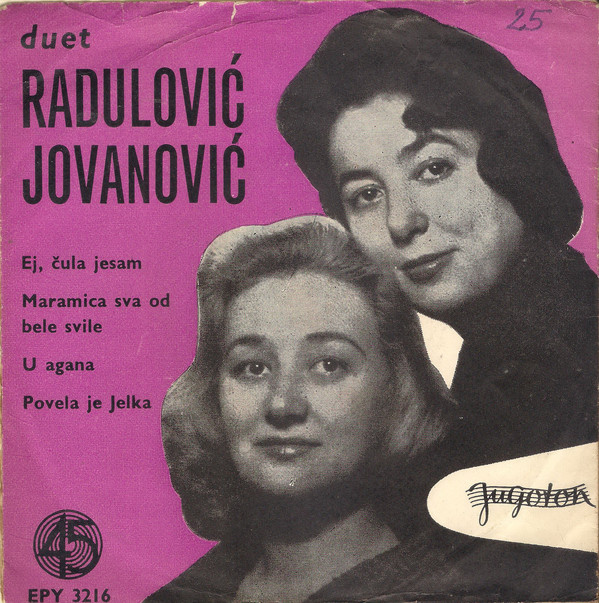 25
duet
RADULOVIĆ
JOVANOVIĆ
Ej, čula jesam
Maramica sva od
bele svile
U agana
Povela je Jelka
Jugoton
45
EPY 3216